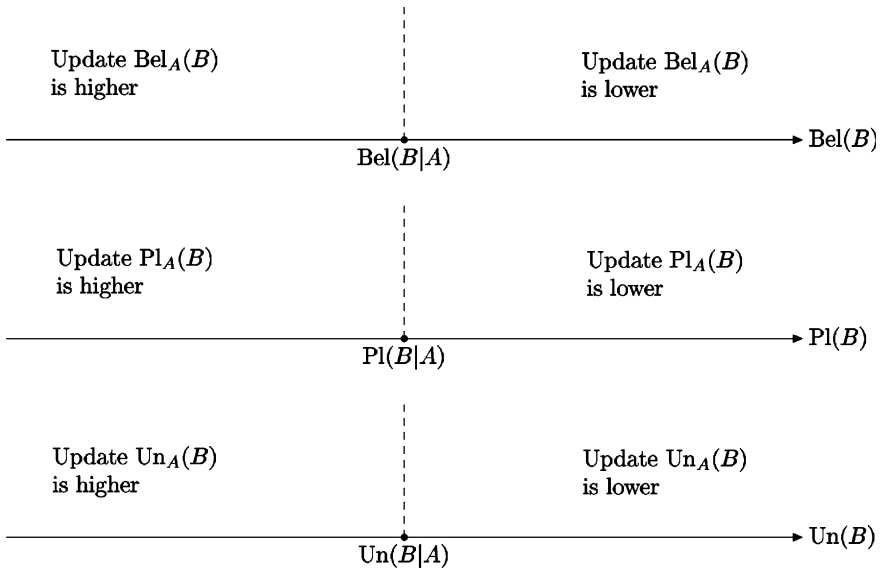 Update Bel_A(B)
is higher
Update Bel_A(B)
is lower
Bel(B)
Bel(B|A)
Update Pl_A(B)
is higher
Update Pl_A(B)
is lower
Pl(B)
Pl(B|A)
Update Un_A(B)
is higher
Update Un_A(B)
is lower
Un(B)
Un(B|A)